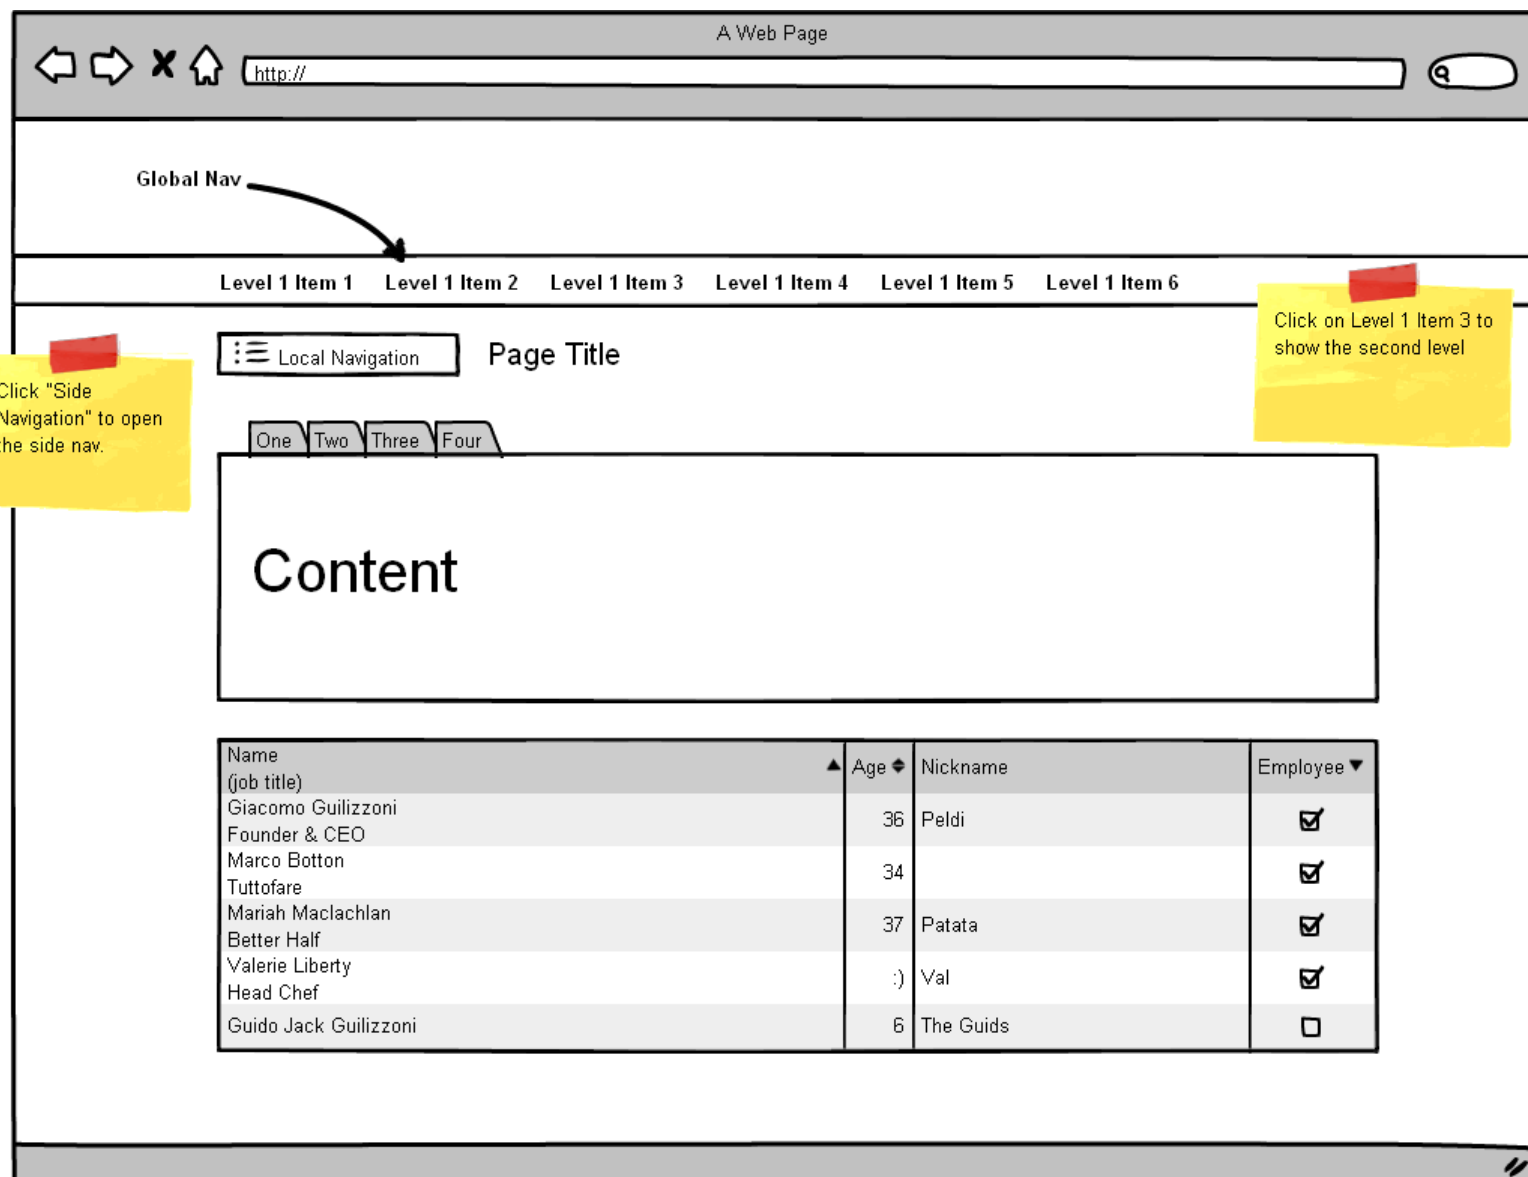 A Web Page
http://
Global Nav
Level 1 Item 1 Level 1 Item 2 Level 1 Item 3 Level 1 Item 4 Level 1 Item 5 Level 1 Item 6
Click on Level 1 Item 3 to
show the second level
Local Navigation
Page Title
Click "Side
Navigation" to open
the side nav.
One Two Three Four
Content
Name
(job title)
Age Nickname Employee
Giacomo Guilizzoni
Founder & CEO
36 Peldi
Marco Botton
Tuttofare
34
Mariah Maclachlan
Better Half
37 Patata
Valerie Liberty
Head Chef
:) Val
Guido Jack Guilizzoni 6 The Guids